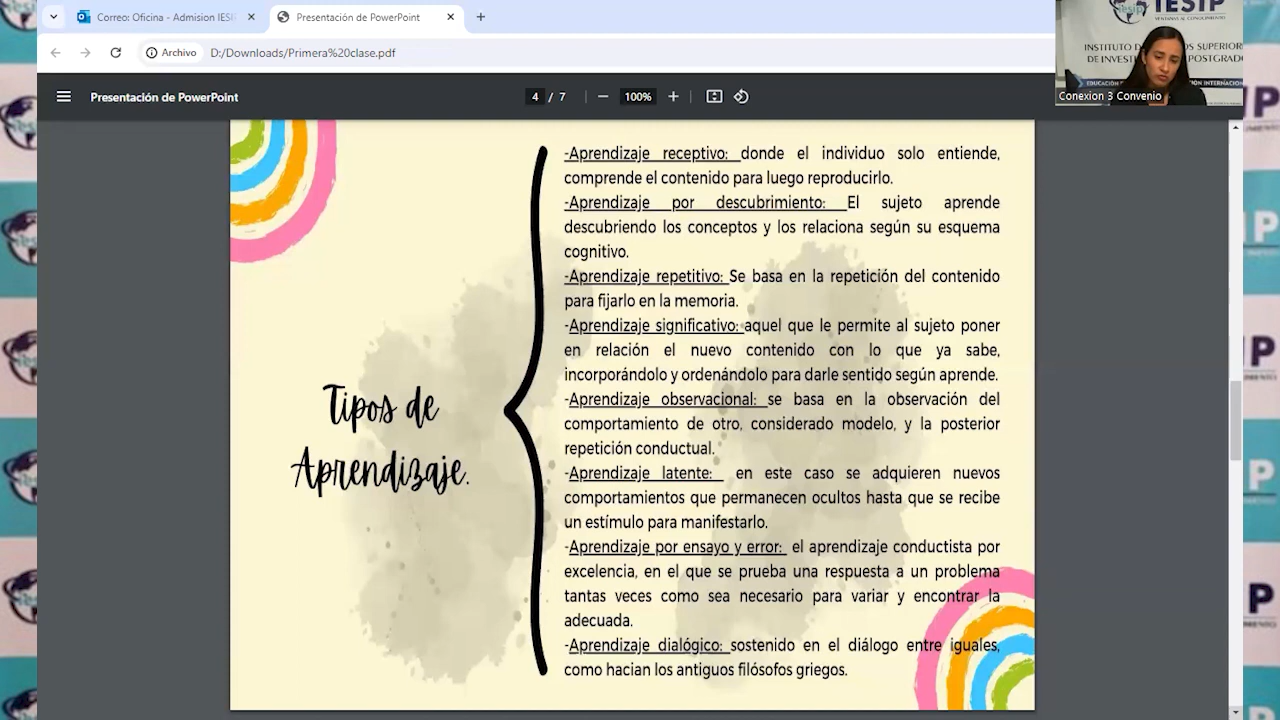 Correo: Oficina - Admision IESI
Presentación de PowerPoint
Archivo
D:/Downloads/Primera%20clase.pdf
Presentación de PowerPoint
4 / 7
100%
IESIP
VENTANAS AL CONOCIMIENTO
Conexion 3 Convenio
-Aprendizaje receptivo: donde el individuo solo entiende,
comprende el contenido para luego reproducirlo.
-Aprendizaje por descubrimiento: El sujeto aprende
descubriendo los conceptos y los relaciona según su esquema
cognitivo.
-Aprendizaje repetitivo: Se basa en la repetición del contenido
para fijarlo en la memoria.
-Aprendizaje significativo: aquel que le permite al sujeto poner
en relación el nuevo contenido con lo que ya sabe,
incorporándolo y ordenándolo para darle sentido según aprende.
-Aprendizaje observacional: se basa en la observación del
comportamiento de otro, considerado modelo, y la posterior
repetición conductual.
-Aprendizaje latente: en este caso se adquieren nuevos
comportamientos que permanecen ocultos hasta que se recibe
un estímulo para manifestarlo.
-Aprendizaje por ensayo y error: el aprendizaje conductista por
excelencia, en el que se prueba una respuesta a un problema
tantas veces como sea necesario para variar y encontrar la
adecuada.
-Aprendizaje dialógico: sostenido en el diálogo entre iguales,
como hacian los antiguos filósofos griegos.
Tipos de
Aprendizaje.